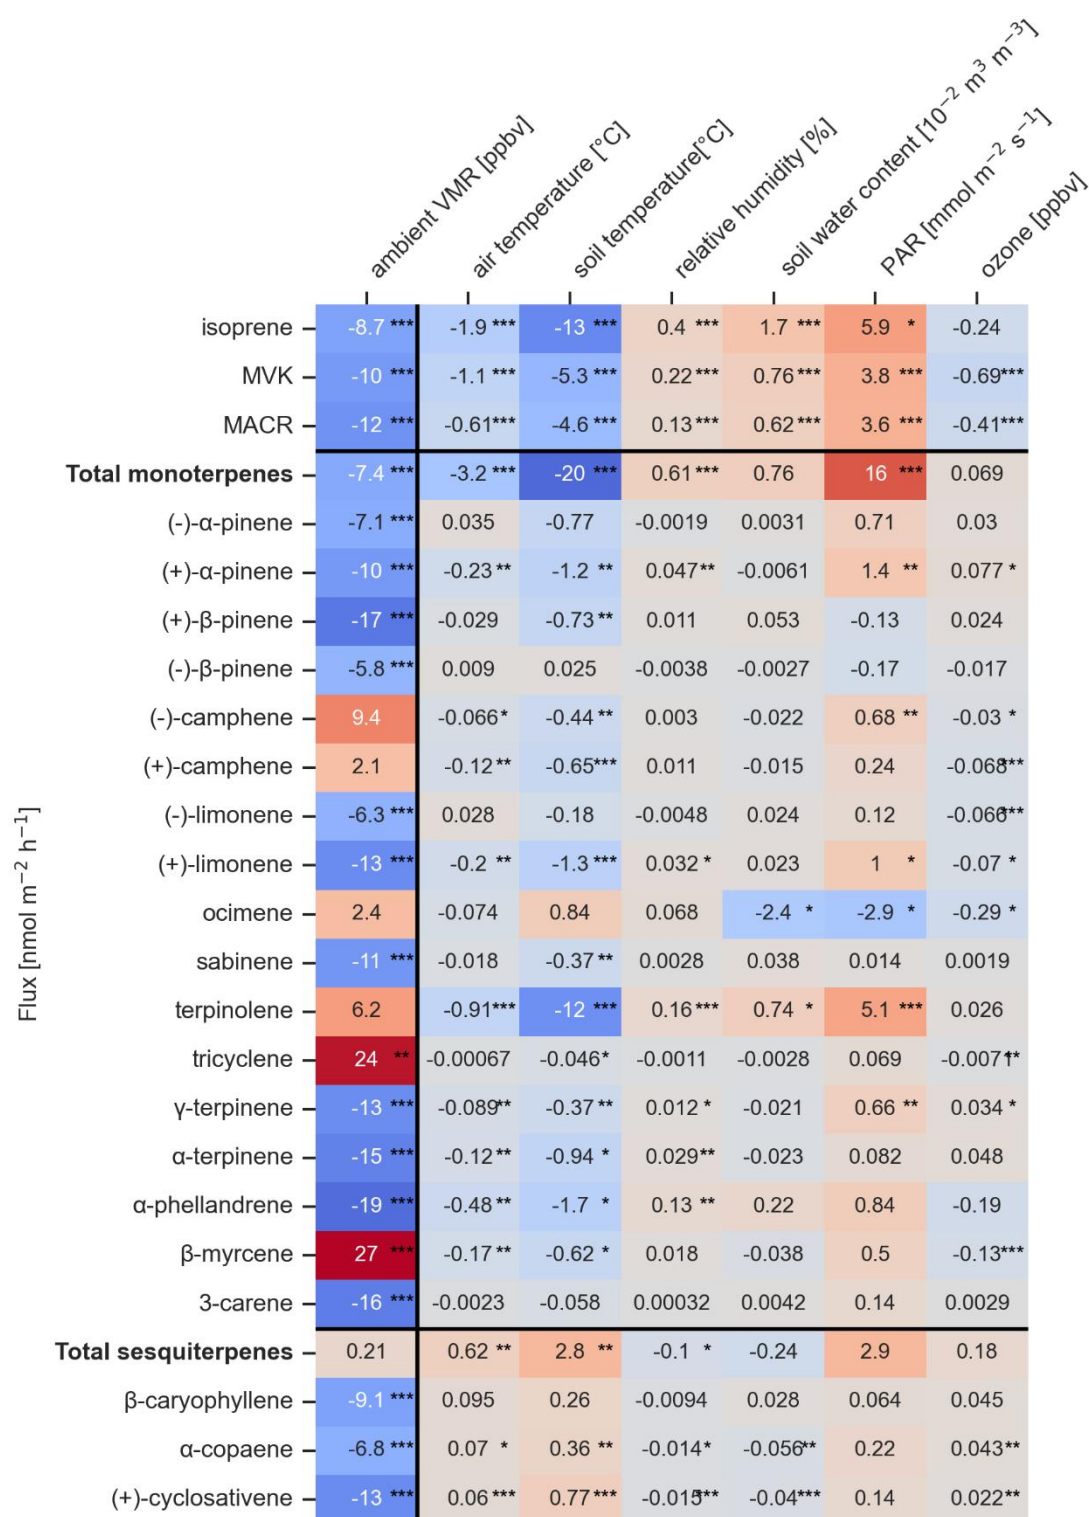 ambient VMR [ppbv]
air temperature [°C]
soil temperature[°C]
relative humidity [%]
soil water content [10⁻² m³ m⁻³]
PAR [mmol m⁻² s⁻¹]
ozone [ppbv]
Flux [nmol m⁻² h⁻¹]
isoprene -8.7 *** -1.9 *** -13 *** 0.4 *** 1.7 *** 5.9 * -0.24
MVK -10 *** -1.1 *** -5.3 *** 0.22 *** 0.76 *** 3.8 *** -0.69 ***
MACR -12 *** -0.61 *** -4.6 *** 0.13 *** 0.62 *** 3.6 *** -0.41 ***
Total monoterpenes -7.4 *** -3.2 *** -20 *** 0.61 *** 0.76 16 *** 0.069
(-)-α-pinene -7.1 *** 0.035 -0.77 -0.0019 0.0031 0.71 0.03
(+)-α-pinene -10 *** -0.23 ** -1.2 ** 0.047 ** -0.0061 1.4 ** 0.077 *
(+)-β-pinene -17 *** -0.029 -0.73 ** 0.011 0.053 -0.13 0.024
(-)-β-pinene -5.8 *** 0.009 0.025 -0.0038 -0.0027 -0.17 -0.017
(-)-camphene 9.4 -0.066 * -0.44 ** 0.003 -0.022 0.68 ** -0.03 *
(+)-camphene 2.1 -0.12 ** -0.65 *** 0.011 -0.015 0.24 -0.068 ***
(-)-limonene -6.3 *** 0.028 -0.18 -0.0048 0.024 0.12 -0.066 ***
(+)-limonene -13 *** -0.2 ** -1.3 *** 0.032 * 0.023 1 * -0.07 *
ocimene 2.4 -0.074 0.84 0.068 -2.4 * -2.9 * -0.29 *
sabinene -11 *** -0.018 -0.37 ** 0.0028 0.038 0.014 0.0019
terpinolene 6.2 -0.91 *** -12 *** 0.16 *** 0.74 * 5.1 *** 0.026
tricyclene 24 ** -0.00067 -0.046 * -0.0011 -0.0028 0.069 -0.0071 **
γ-terpinene -13 *** -0.089 ** -0.37 ** 0.012 * -0.021 0.66 ** 0.034 *
α-terpinene -15 *** -0.12 ** -0.94 * 0.029 ** -0.023 0.082 0.048
α-phellandrene -19 *** -0.48 ** -1.7 * 0.13 ** 0.22 0.84 -0.19
β-myrcene 27 *** -0.17 ** -0.62 * 0.018 -0.038 0.5 -0.13 ***
3-carene -16 *** -0.0023 -0.058 0.00032 0.0042 0.14 0.0029
Total sesquiterpenes 0.21 0.62 ** 2.8 ** -0.1 * -0.24 2.9 0.18
β-caryophyllene -9.1 *** 0.095 0.26 -0.0094 0.028 0.064 0.045
α-copaene -6.8 *** 0.07 * 0.36 ** -0.014 * -0.056 ** 0.22 0.043 **
(+)-cyclosativene -13 *** 0.06 *** 0.77 *** -0.015 *** -0.04 *** 0.14 0.022 **